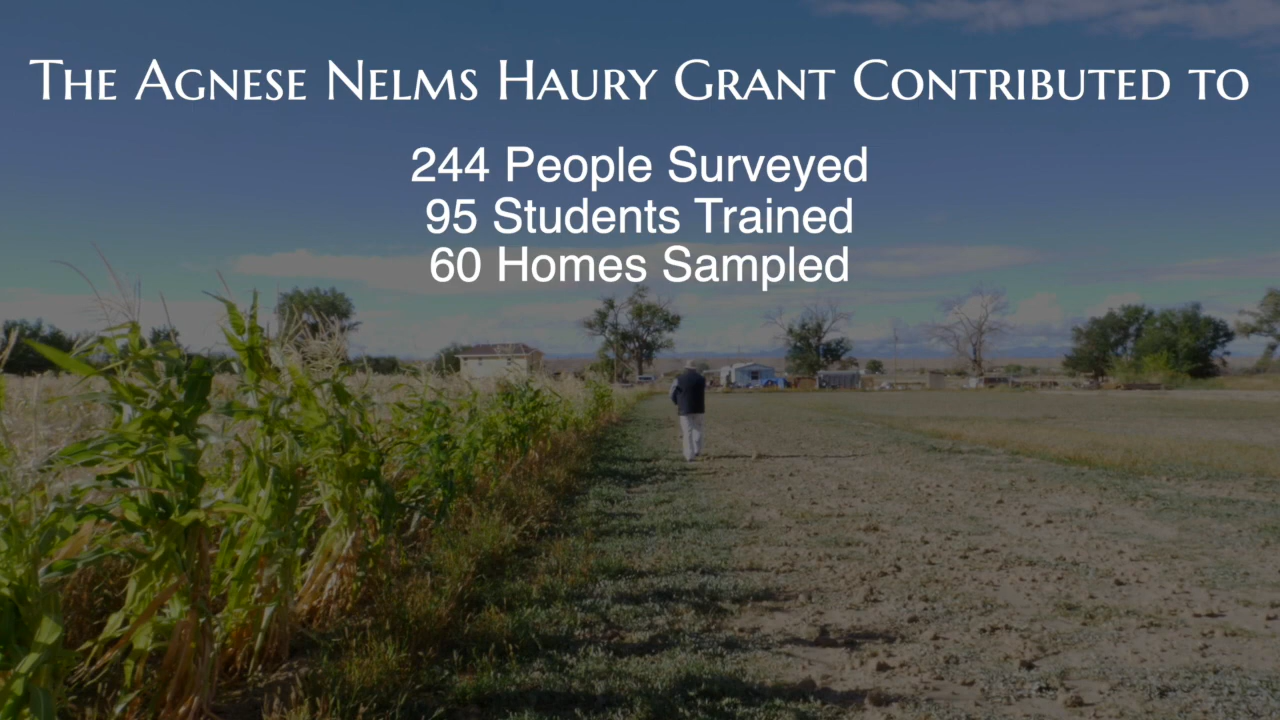 The Agnese Nelms Haury Grant Contributed to
244 People Surveyed
95 Students Trained
60 Homes Sampled